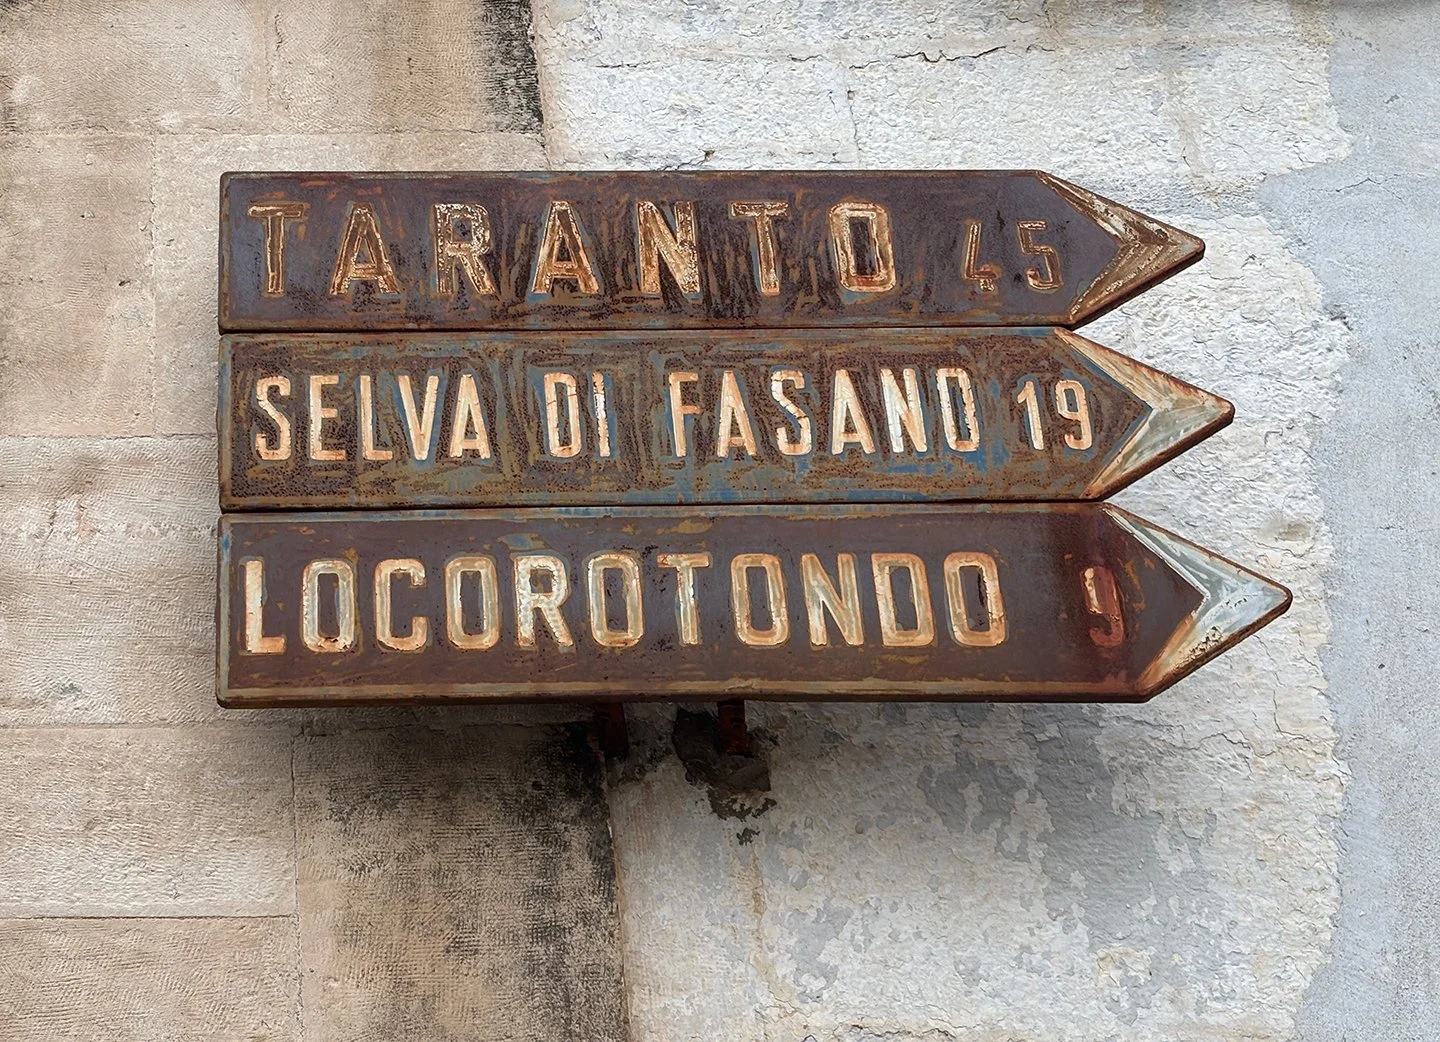 TARANTO 45
SELVA DI FASANO 19
LOCOROTONDO 9